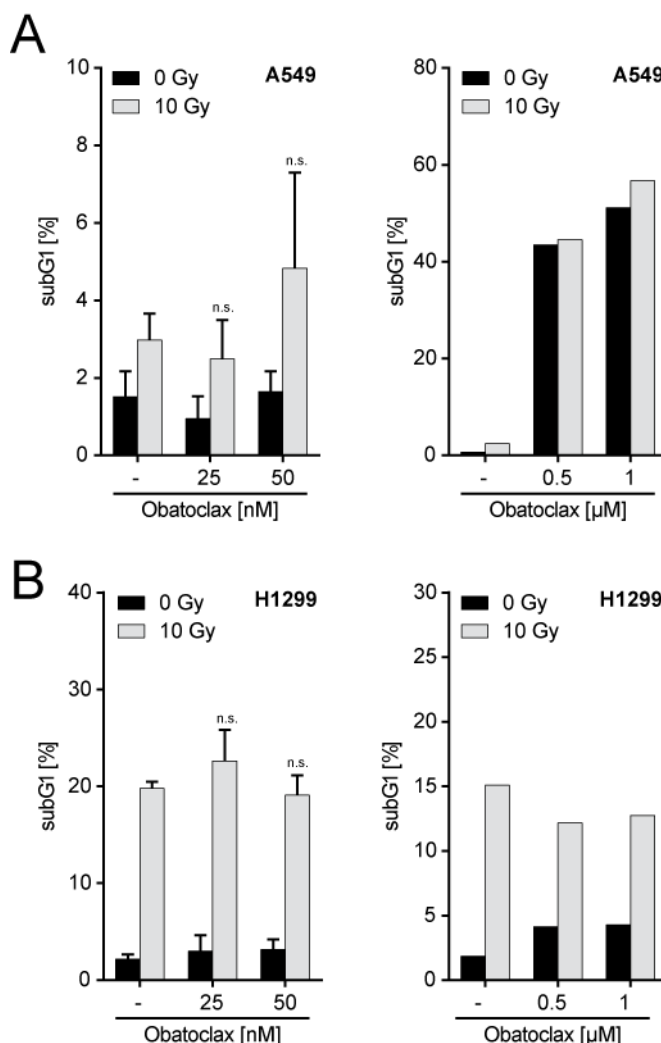 A
10
8
6
4
2
0
subG1 [%]
0 Gy
10 Gy
A549
n.s.
n.s.
- 25 50
Obatoclax [nM]
80
60
40
20
0
subG1 [%]
0 Gy
10 Gy
A549
- 0.5 1
Obatoclax [µM]
B
40
30
20
10
0
subG1 [%]
0 Gy
10 Gy
H1299
n.s.
n.s.
- 25 50
Obatoclax [nM]
30
25
20
15
10
5
0
subG1 [%]
0 Gy
10 Gy
H1299
- 0.5 1
Obatoclax [µM]